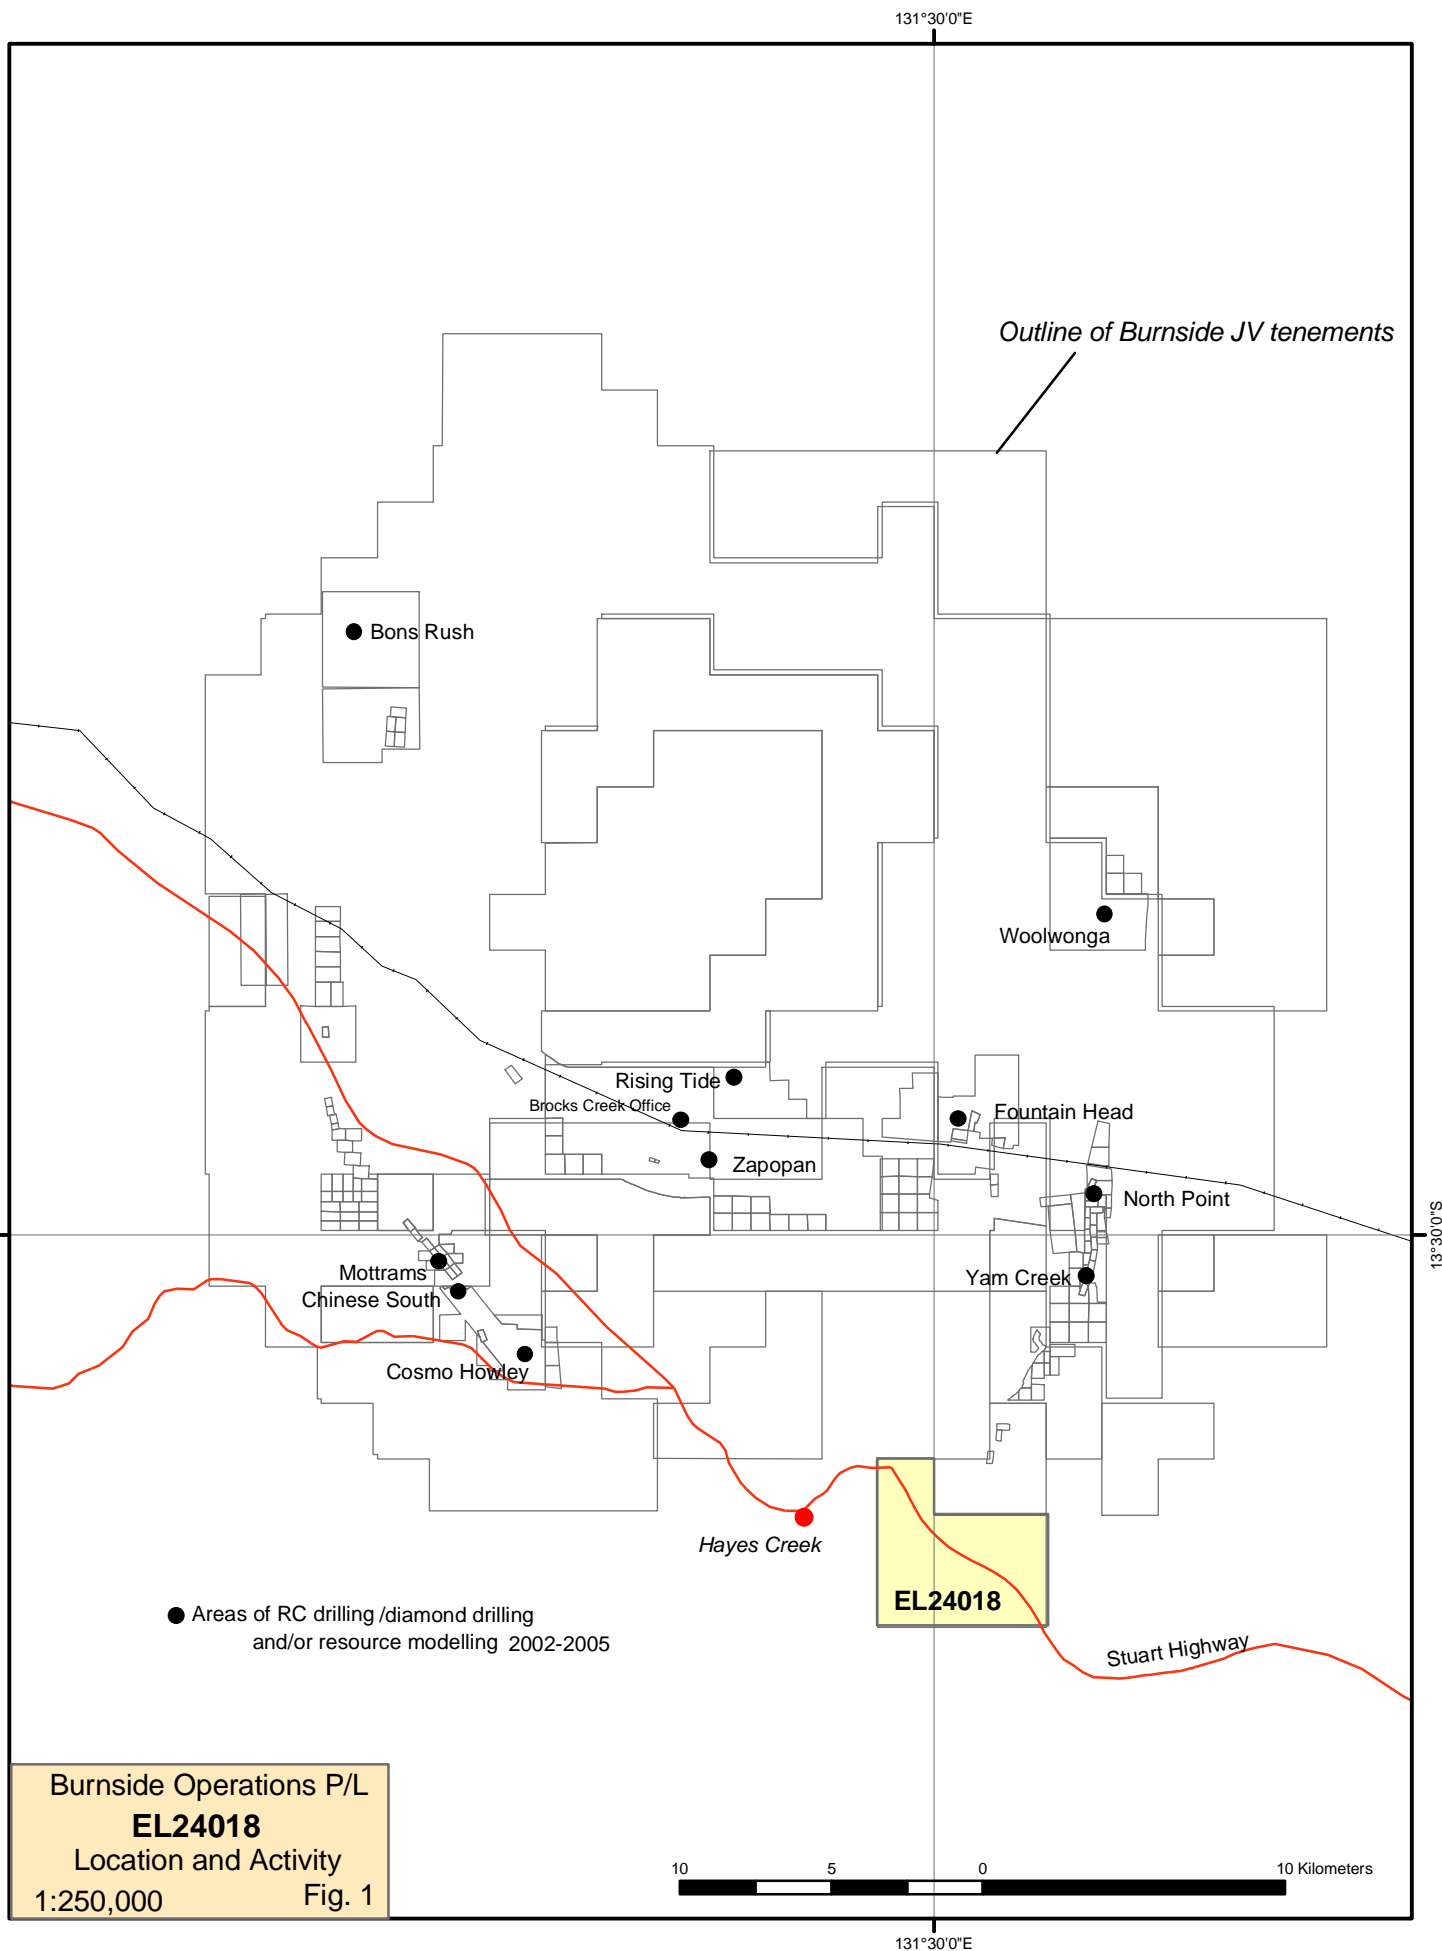 131°30'0"E
Outline of Burnside JV tenements
Bons Rush
Woolwonga
Rising Tide
Brocks Creek Office
Fountain Head
Zapopan
North Point
13°30'0"S
Mottrams
Yam Creek
Chinese South
Cosmo Howley
Hayes Creek
EL24018
Areas of RC drilling /diamond drilling
and/or resource modelling 2002-2005
Stuart Highway
Burnside Operations P/L
EL24018
Location and Activity
1:250,000 Fig. 1
10 5 0 10 Kilometers
131°30'0"E